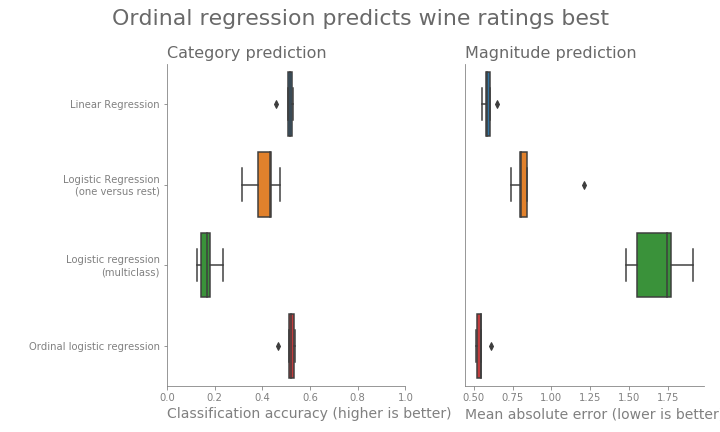 Ordinal regression predicts wine ratings best
Category prediction
Magnitude prediction
Linear Regression
Logistic Regression
(one versus rest)
Logistic regression
(multiclass)
Ordinal logistic regression
0.0 0.2 0.4 0.6 0.8 1.0
0.50 0.75 1.00 1.25 1.50 1.75
Classification accuracy (higher is better)
Mean absolute error (lower is better